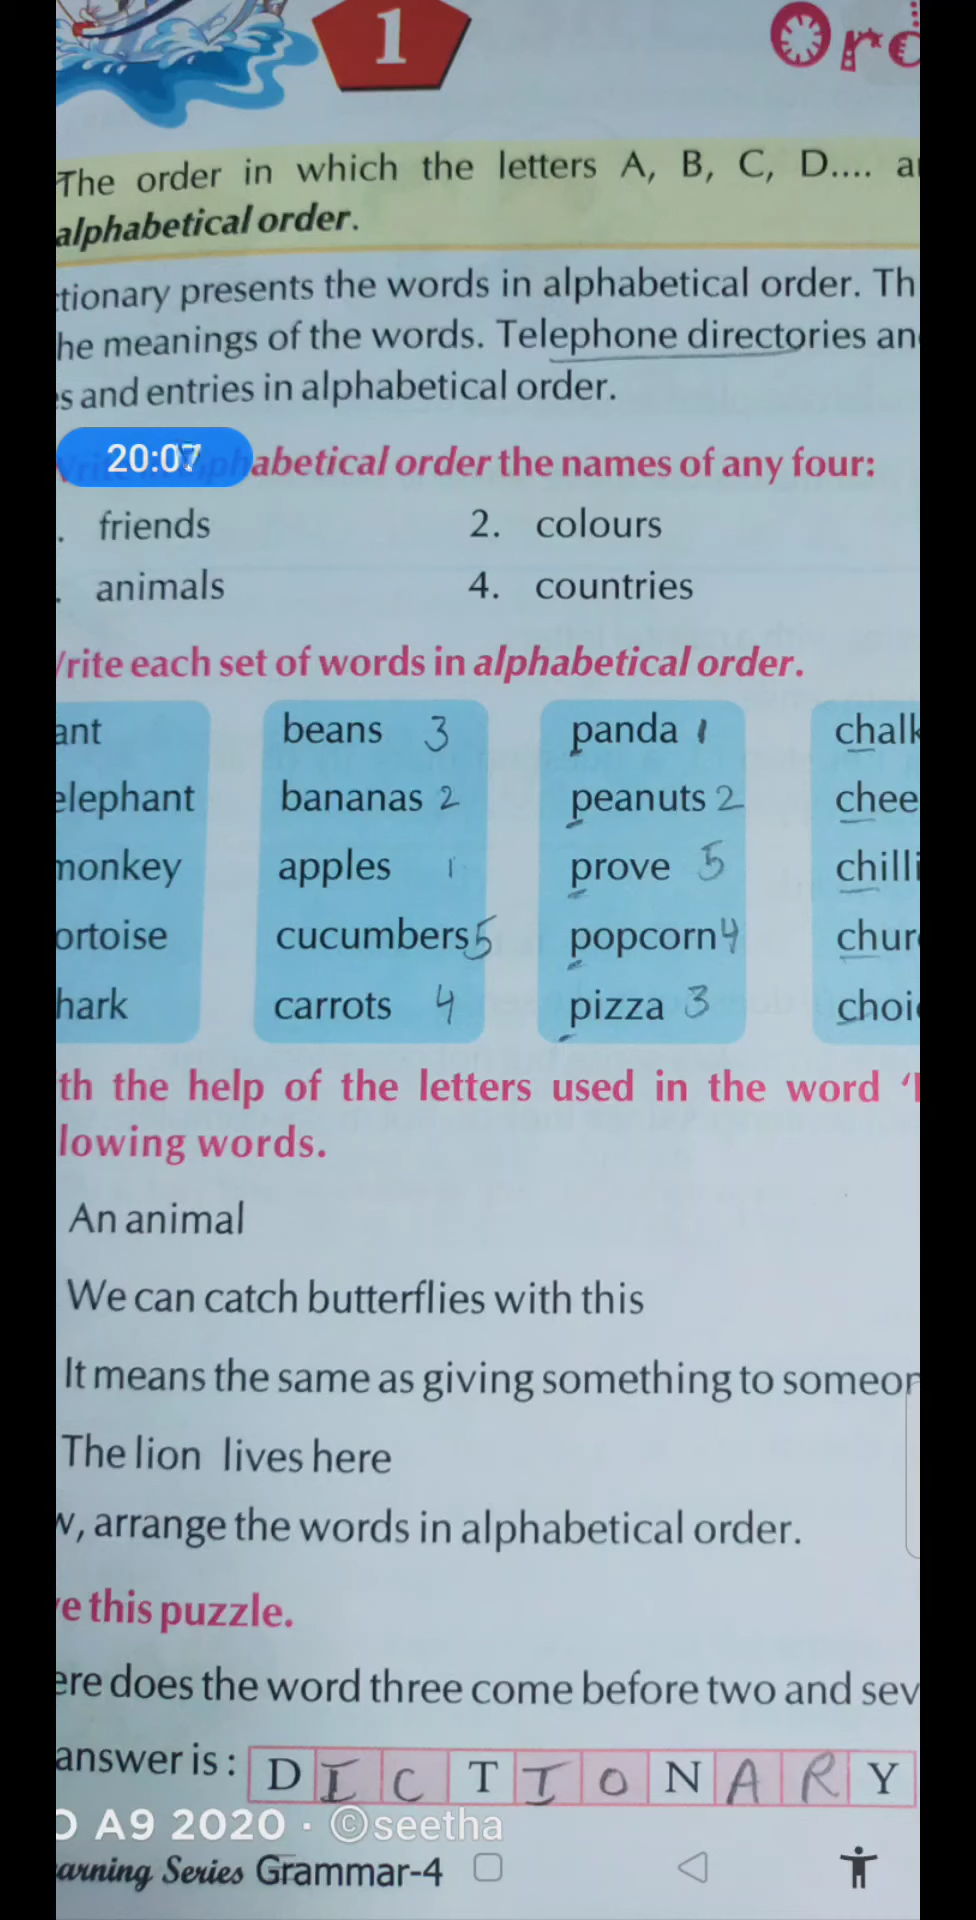 1
The order in which the letters A, B, C, D....
alphabetical order.
tionary presents the words in alphabetical order. Th
he meanings of the words. Telephone directories an
s and entries in alphabetical order.
20:07
abetical order the names of any four:
. friends 2. colours
. animals 4. countries
rite each set of words in alphabetical order.
ant beans 3 panda 1 chalk
elephant bananas 2 peanuts 2 chee
monkey apples 1 prove 5 chilli
ortoise cucumbers 5 popcorn 4 chur
hark carrots 4 pizza 3 choi
th the help of the letters used in the word
lowing words.
An animal
We can catch butterflies with this
It means the same as giving something to someon
The lion lives here
w, arrange the words in alphabetical order.
e this puzzle.
ere does the word three come before two and sev
answer is : D I C T I O N A R Y
A9 2020 · ©seetha
arning Series Grammar-4